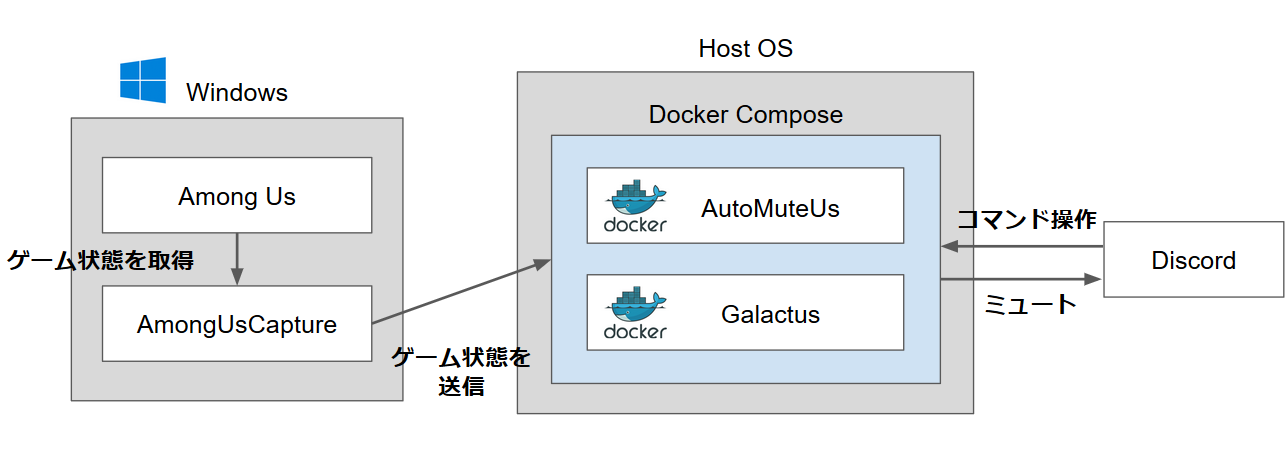 Windows
Among Us
ゲーム状態を取得
AmongUsCapture
ゲーム状態を
送信
Host OS
Docker Compose
docker
AutoMuteUs
docker
Galactus
コマンド操作
ミュート
Discord